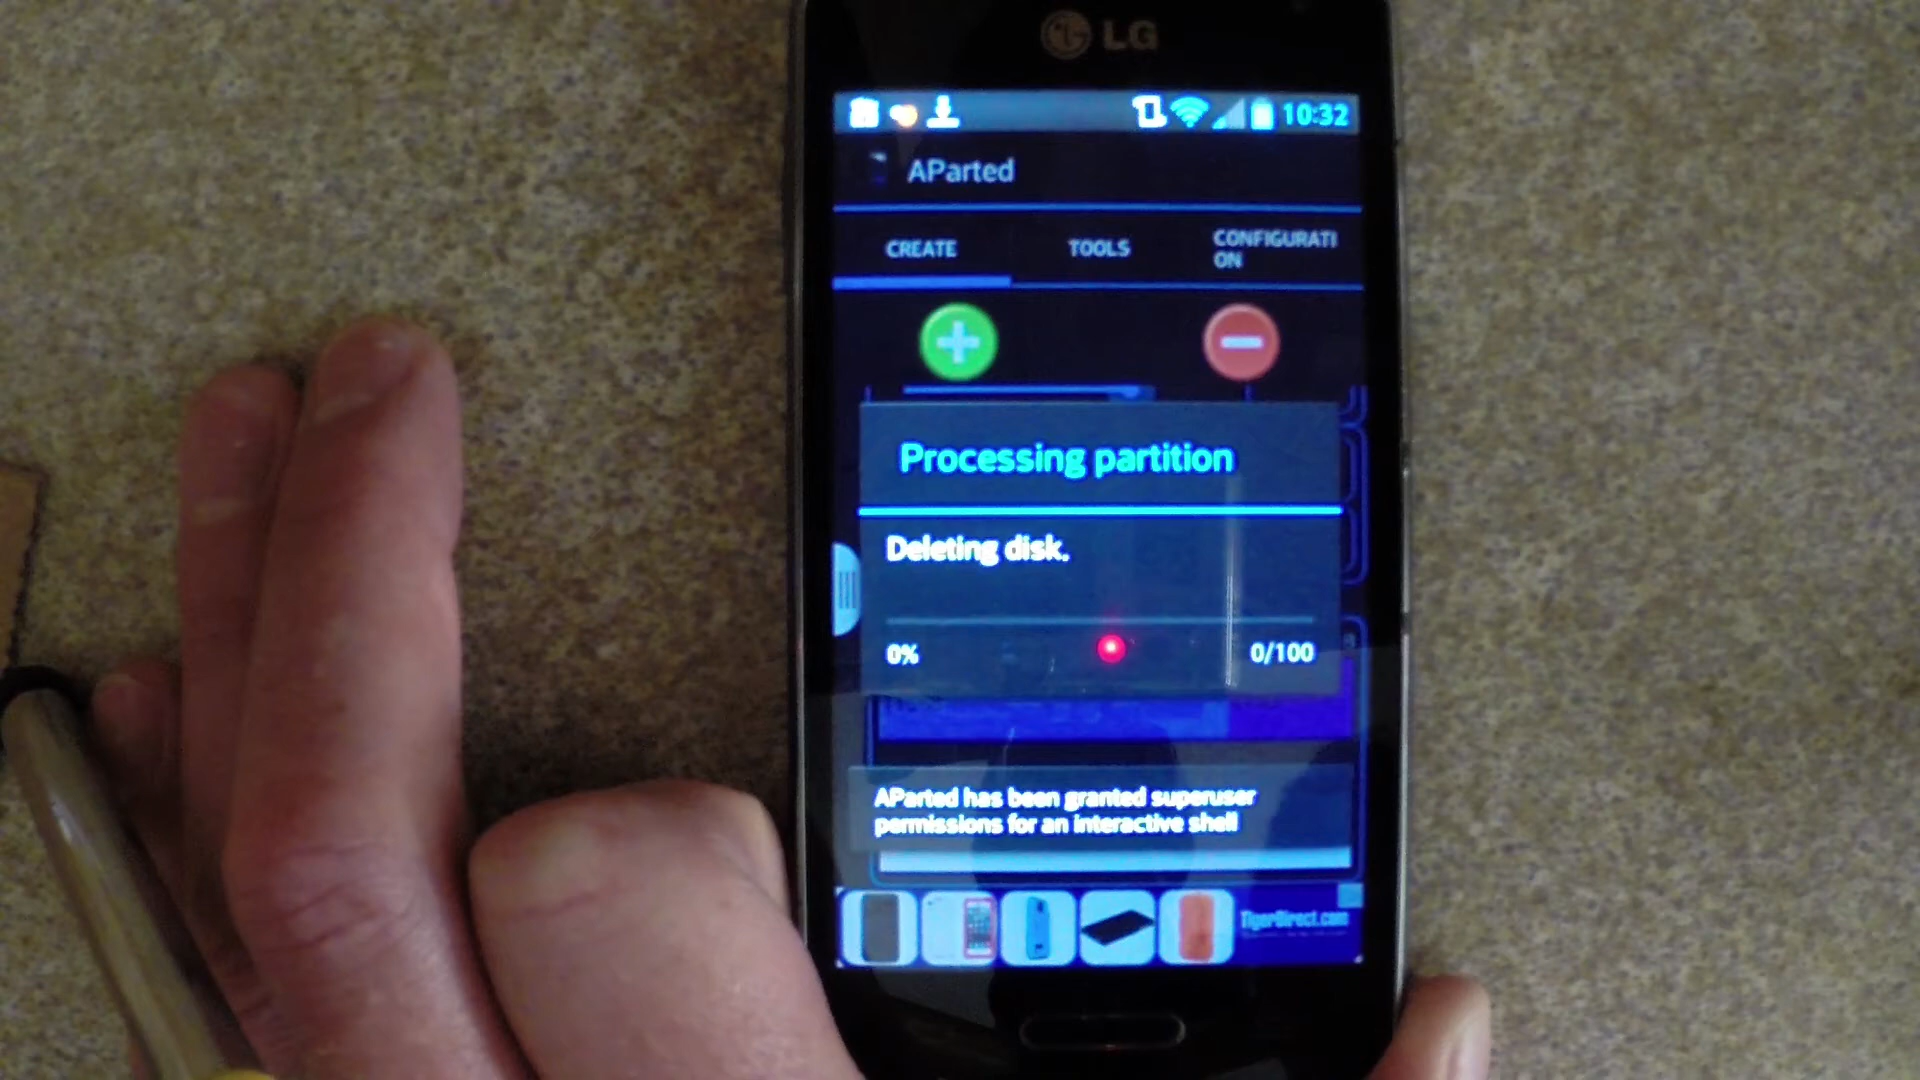 LG
10:32
AParted
CREATE
TOOLS
CONFIGURATI
ON
Processing partition
Deleting disk.
0%
0/100
AParted has been granted superuser
permissions for an interactive shell
TigerDirect.com